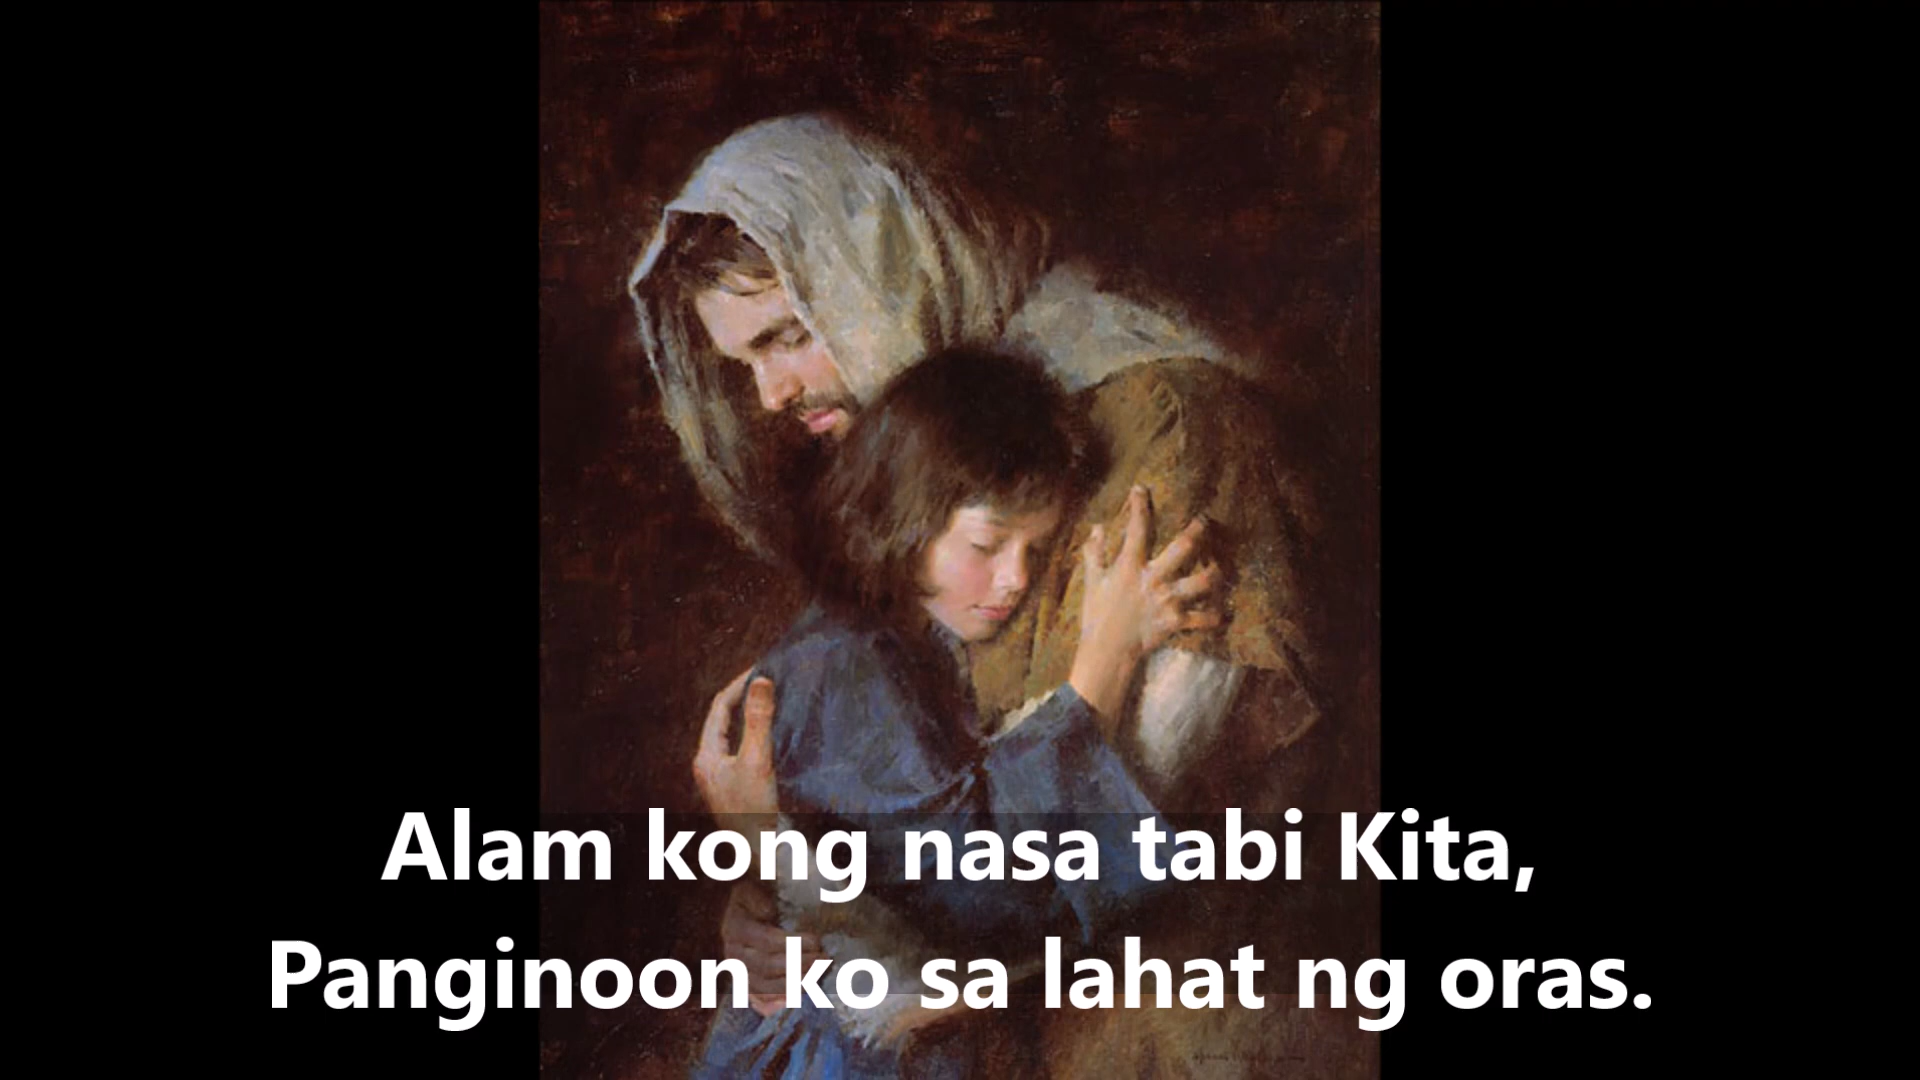 Alam kong nasa tabi Kita,
Panginoon ko sa lahat ng oras.